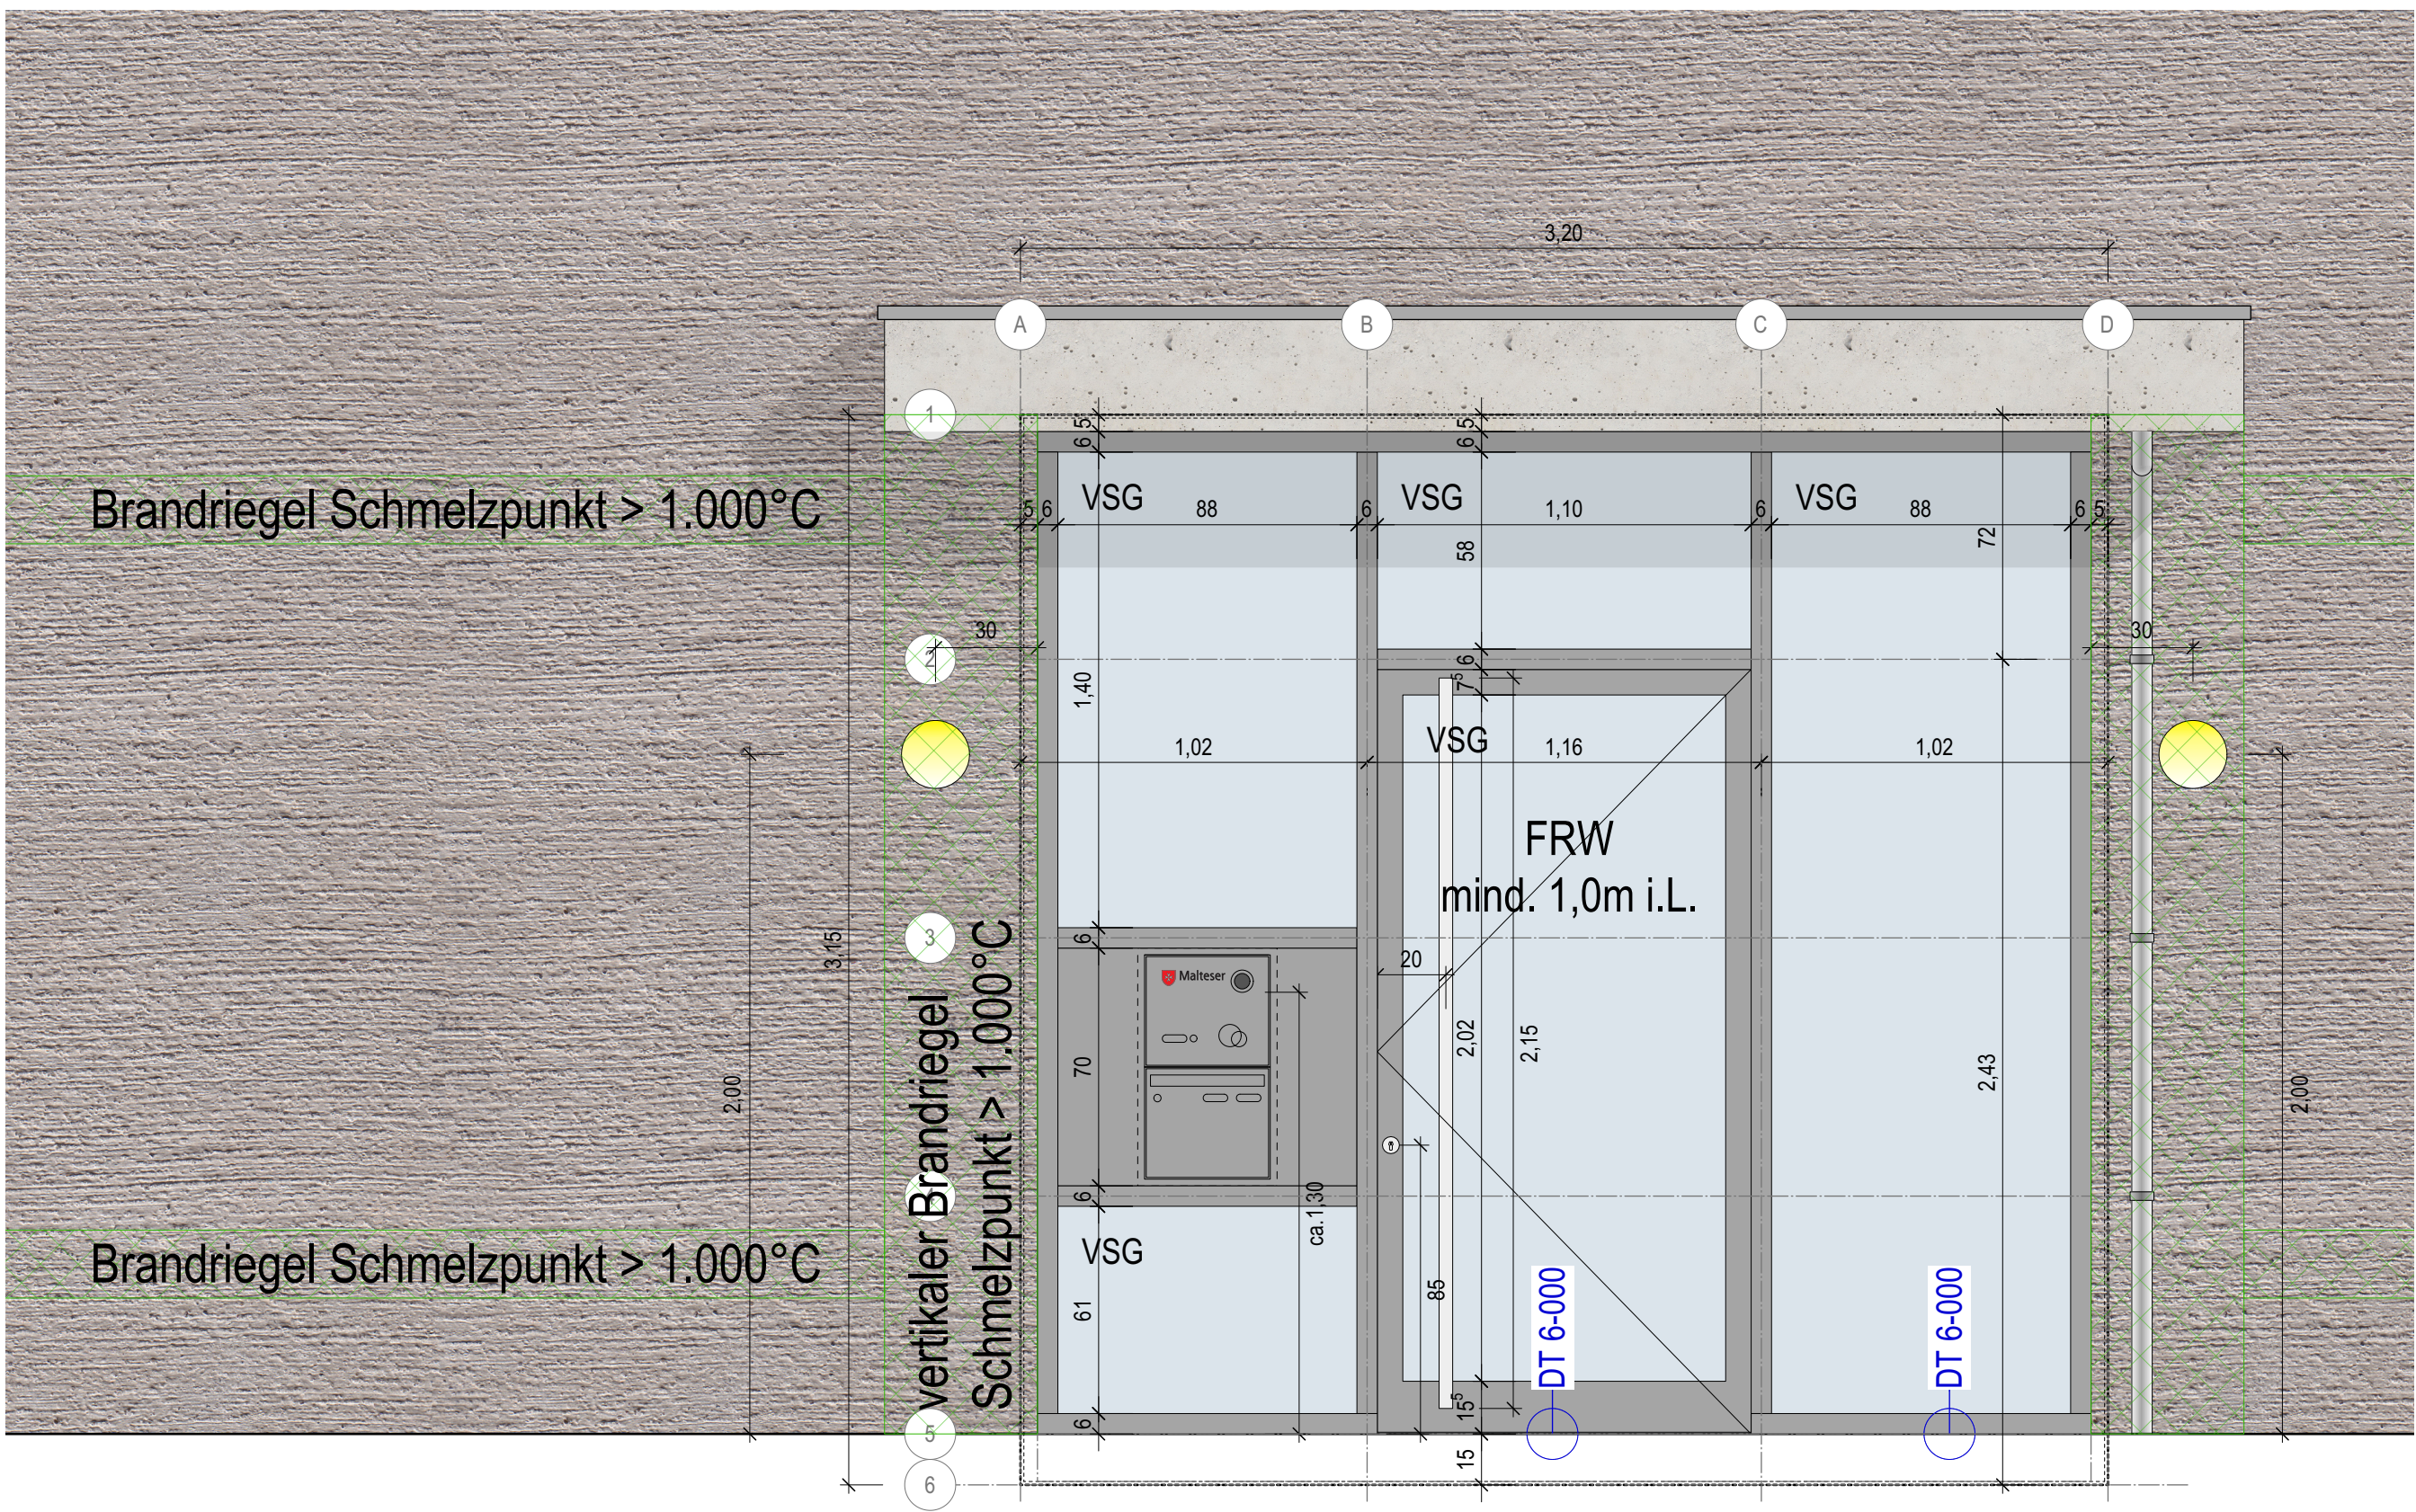 3,20
A B C D
1
5 5
6 6
VSG VSG VSG
5 6 88 6 1,10 6 88 6 5
Brandriegel Schmelzpunkt > 1.000°C
58
72
30 30
2
6
7⁵
1,40
VSG
1,02 1,16 1,02
FRW
mind. 1,0m i.L.
3
6
3,15
20
Malteser
2,02
2,15
70
2,43
2,00 2,00
6
ca.1,30
vertikaler Brandriegel
Schmelzpunkt > 1.000°C
VSG
Brandriegel Schmelzpunkt > 1.000°C
85
61
DT 6-000 DT 6-000
15⁵
6
5
15
6